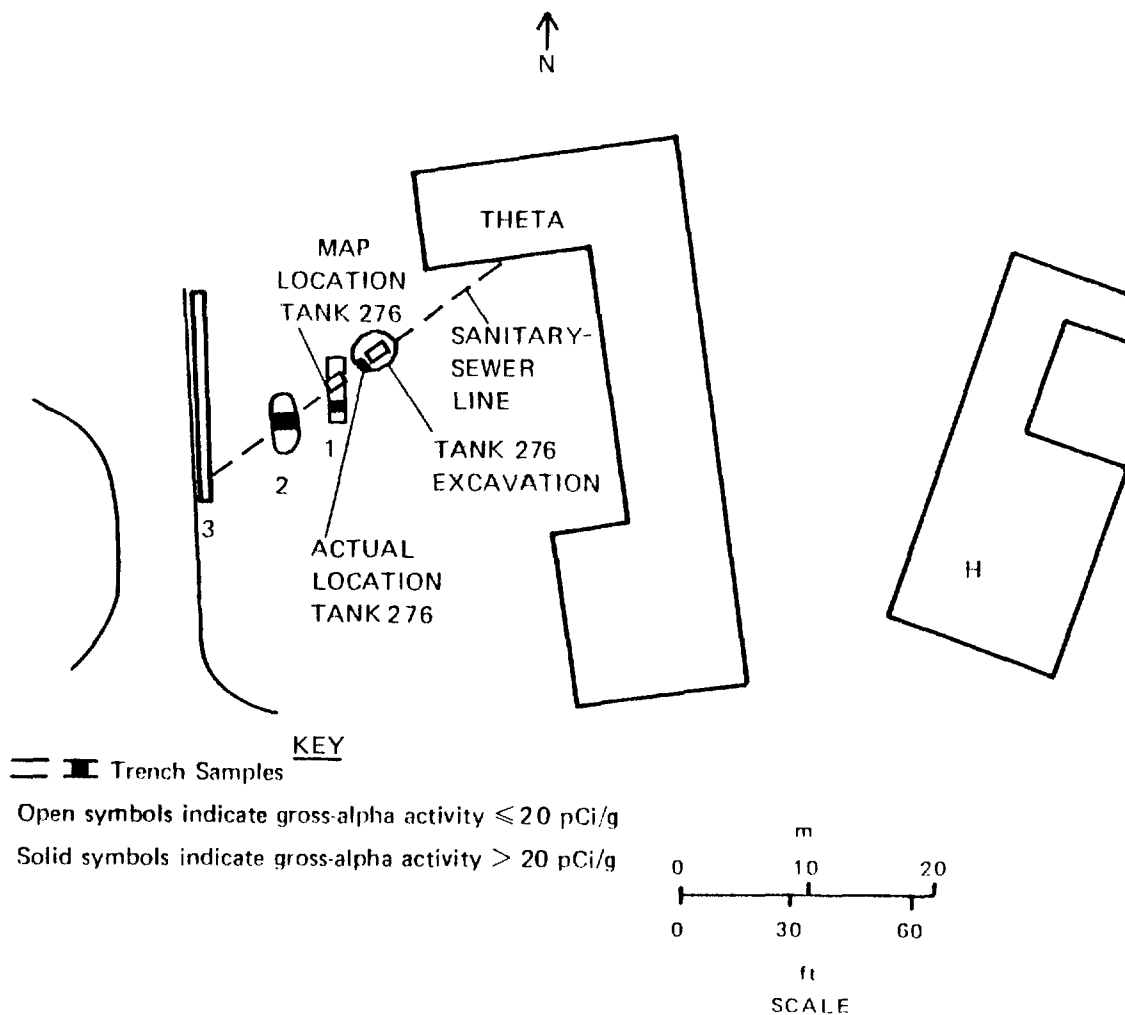 N
THETA
MAP
LOCATION
TANK 276
SANITARY-
SEWER
LINE
1
2
3
TANK 276
EXCAVATION
ACTUAL
LOCATION
TANK 276
H
KEY
Trench Samples
Open symbols indicate gross-alpha activity ≤ 20 pCi/g
Solid symbols indicate gross-alpha activity > 20 pCi/g
m
0 10 20
0 30 60
ft
SCALE